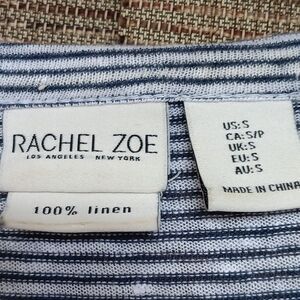 RACHEL ZOE
LOS ANGELES NEW YORK
100% linen
US:S
CA:S/P
UK:S
EU:S
AU:S
MADE IN CHINA